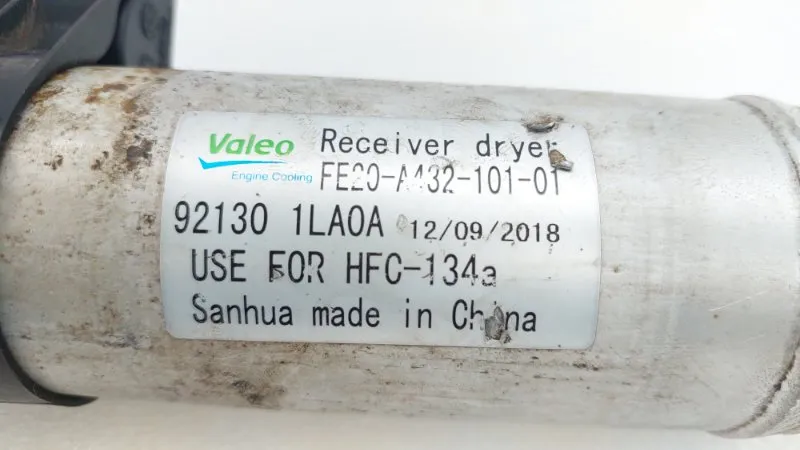 Valeo Receiver dryer
Engine Cooling FE20-A432-101-01
92130 1LA0A 12/09/2018
USE FOR HFC-134a
Sanhua made in China